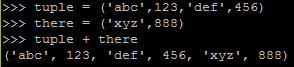 >>> tuple = ('abc',123,'def',456)
>>> there = ('xyz',888)
>>> tuple + there
('abc', 123, 'def', 456, 'xyz', 888)